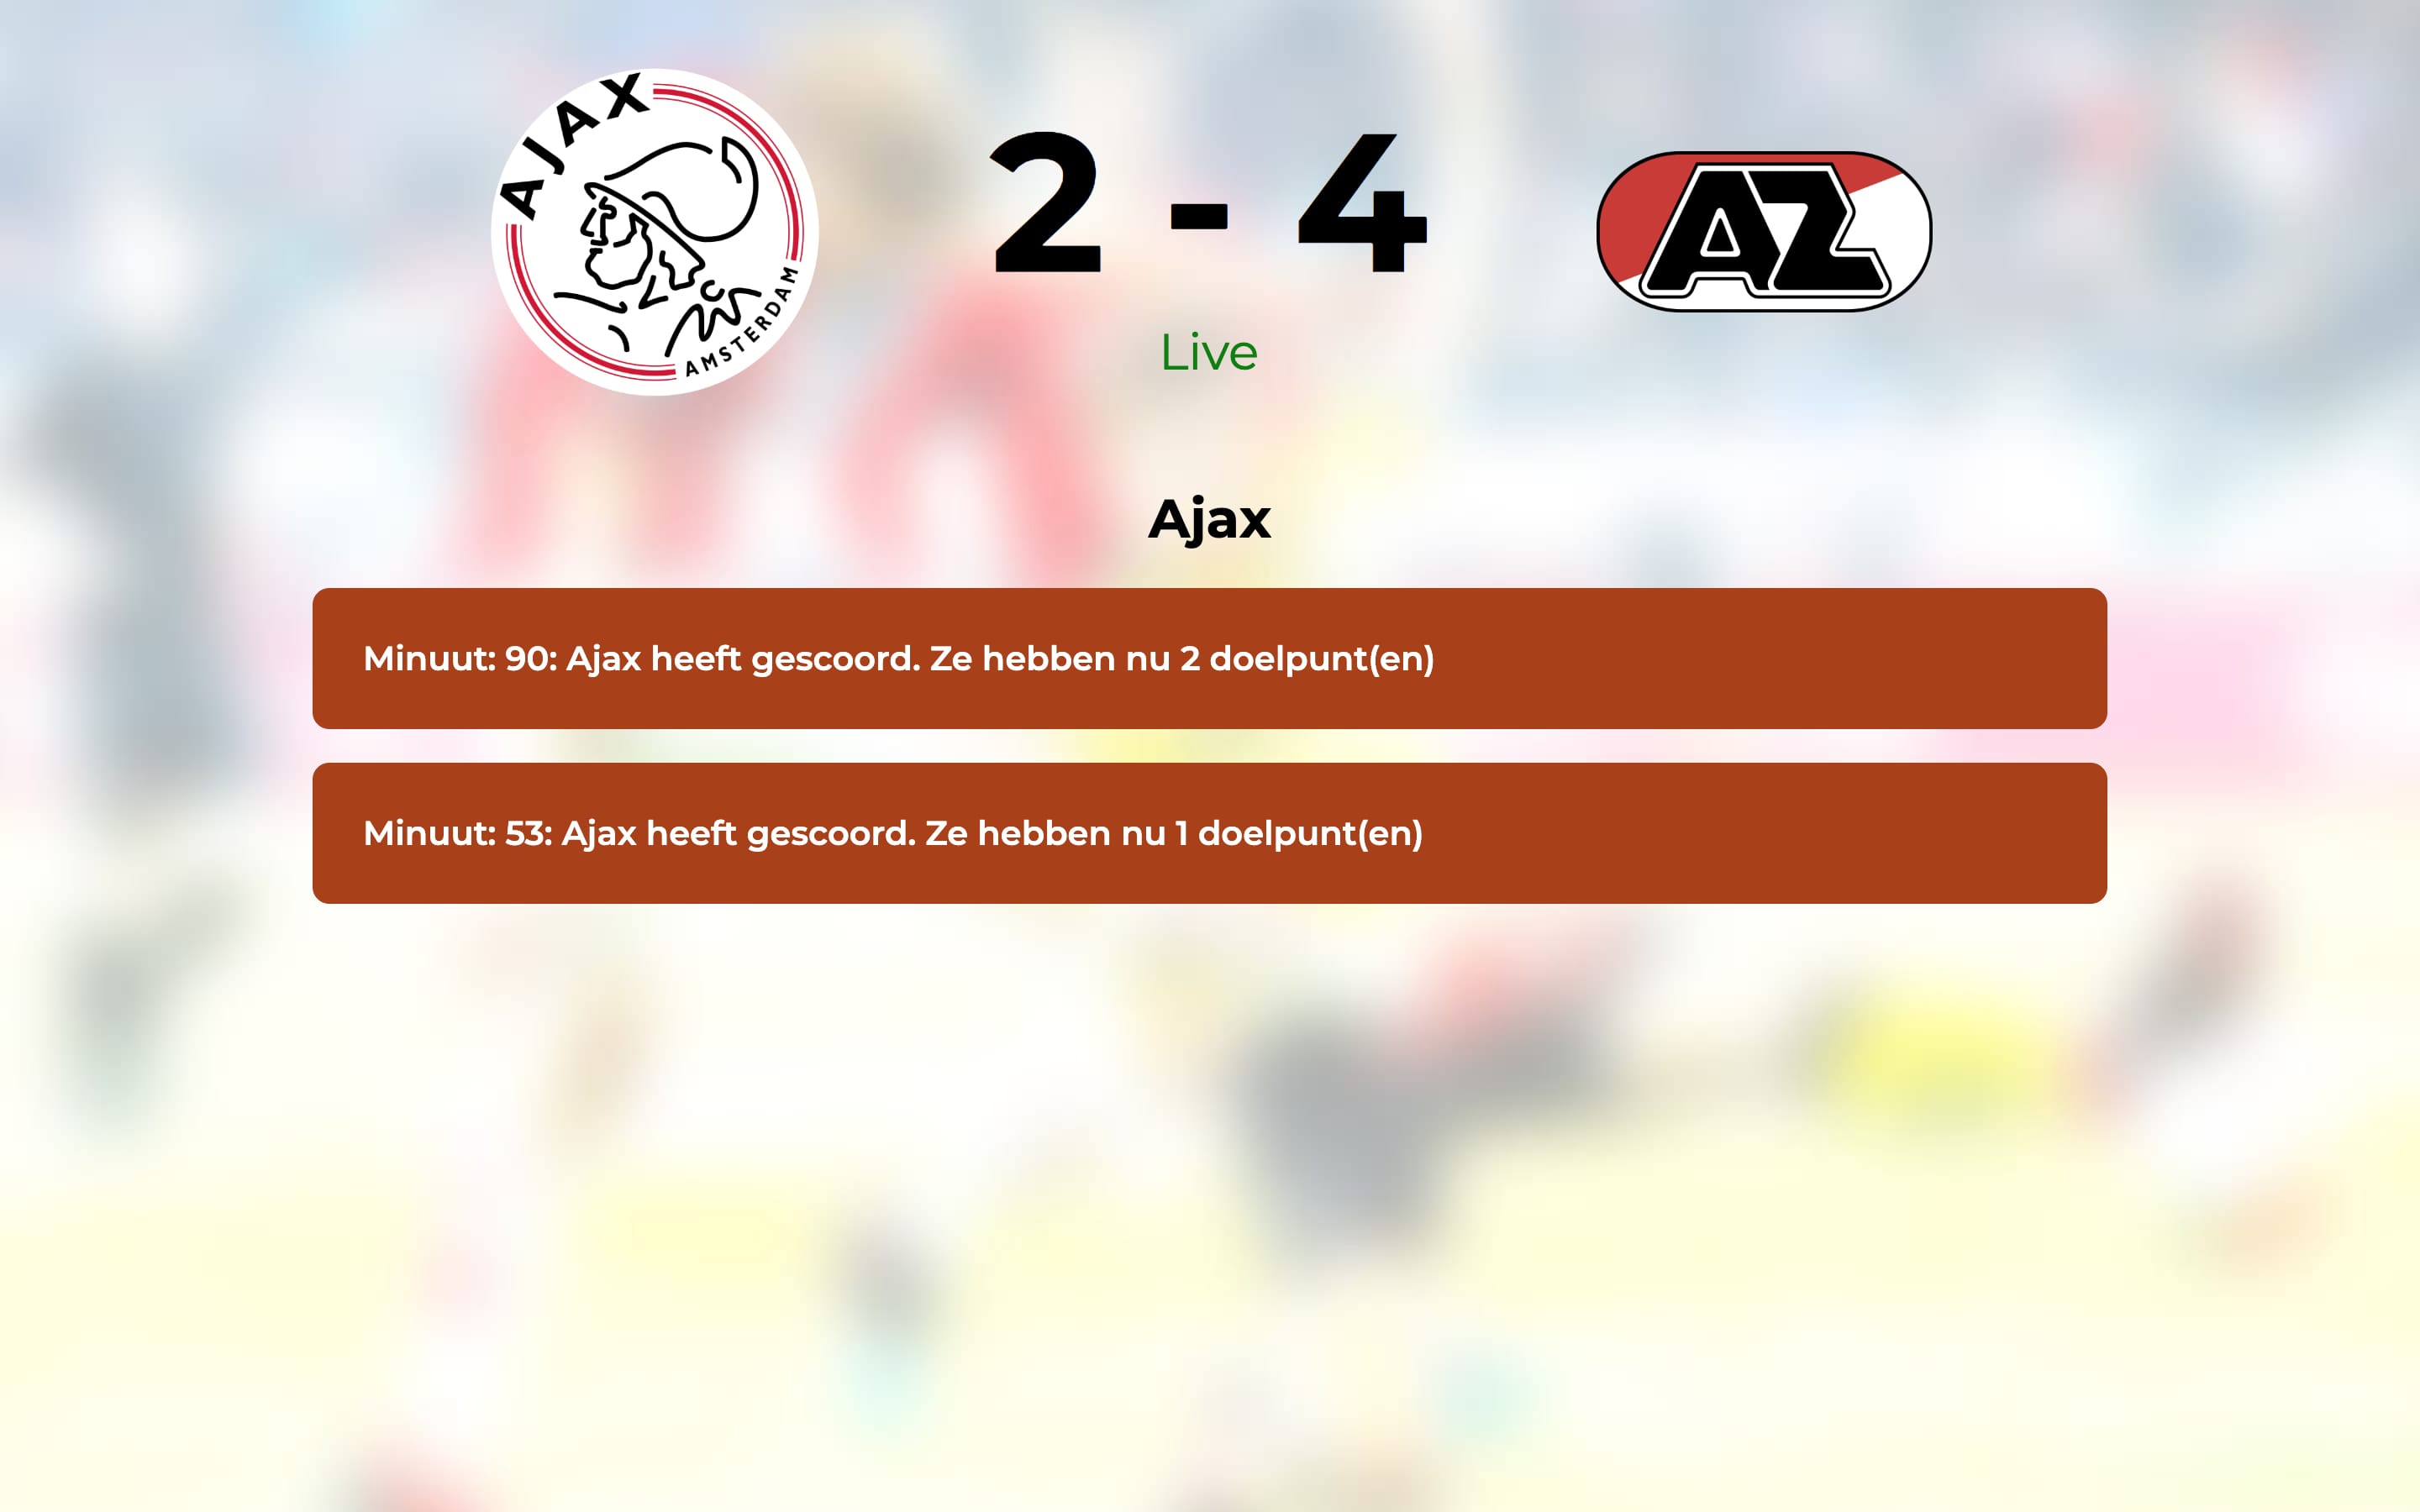 AJAX
AMSTERDAM
2 - 4
AZ
Live
Ajax
Minuut: 90: Ajax heeft gescoord. Ze hebben nu 2 doelpunt(en)
Minuut: 53: Ajax heeft gescoord. Ze hebben nu 1 doelpunt(en)